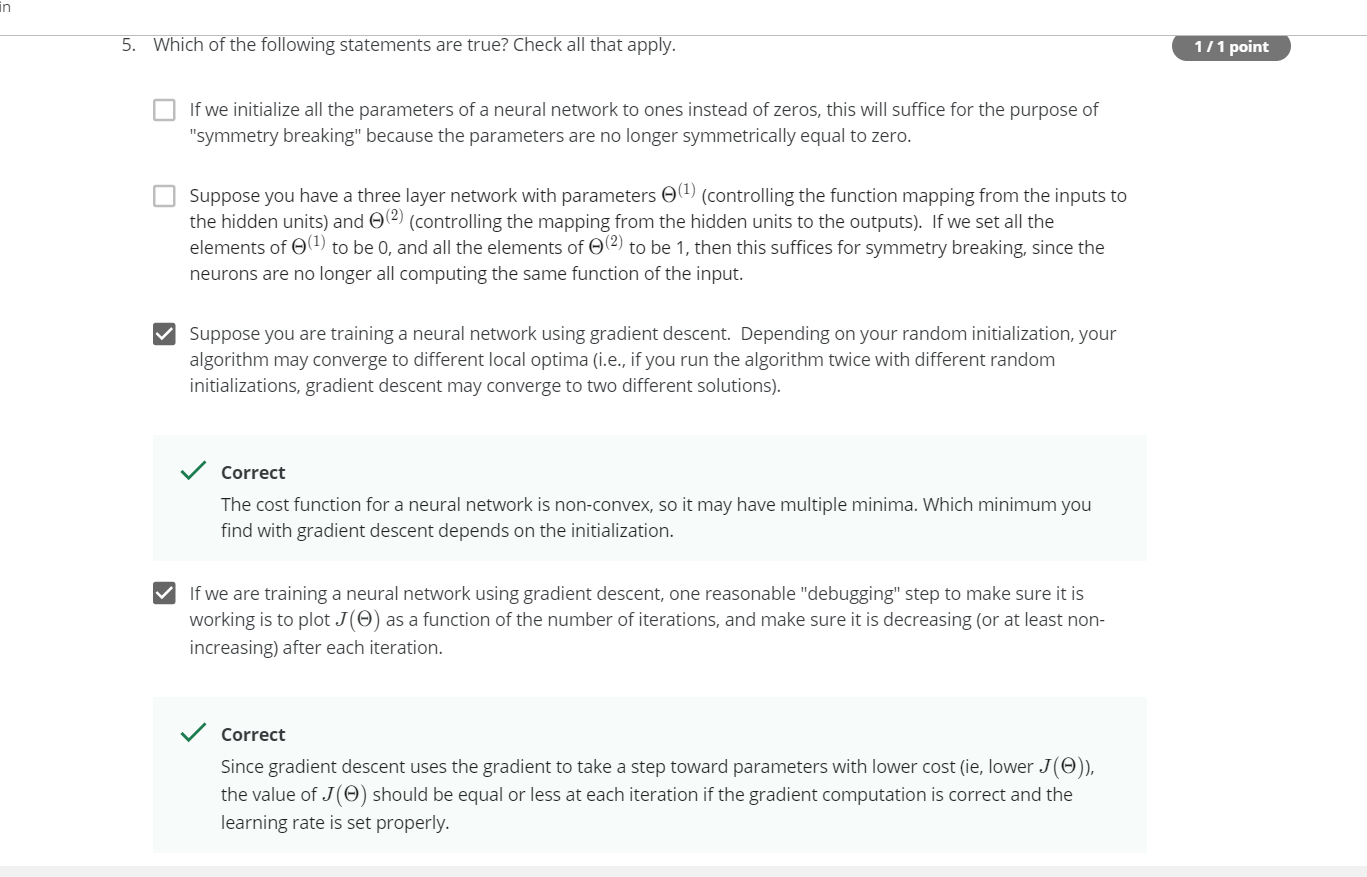 in
5. Which of the following statements are true? Check all that apply.
1 / 1 point
If we initialize all the parameters of a neural network to ones instead of zeros, this will suffice for the purpose of
"symmetry breaking" because the parameters are no longer symmetrically equal to zero.
Suppose you have a three layer network with parameters Θ⁽¹⁾ (controlling the function mapping from the inputs to
the hidden units) and Θ⁽²⁾ (controlling the mapping from the hidden units to the outputs). If we set all the
elements of Θ⁽¹⁾ to be 0, and all the elements of Θ⁽²⁾ to be 1, then this suffices for symmetry breaking, since the
neurons are no longer all computing the same function of the input.
Suppose you are training a neural network using gradient descent. Depending on your random initialization, your
algorithm may converge to different local optima (i.e., if you run the algorithm twice with different random
initializations, gradient descent may converge to two different solutions).
Correct
The cost function for a neural network is non-convex, so it may have multiple minima. Which minimum you
find with gradient descent depends on the initialization.
If we are training a neural network using gradient descent, one reasonable "debugging" step to make sure it is
working is to plot J(Θ) as a function of the number of iterations, and make sure it is decreasing (or at least non-
increasing) after each iteration.
Correct
Since gradient descent uses the gradient to take a step toward parameters with lower cost (ie, lower J(Θ)),
the value of J(Θ) should be equal or less at each iteration if the gradient computation is correct and the
learning rate is set properly.